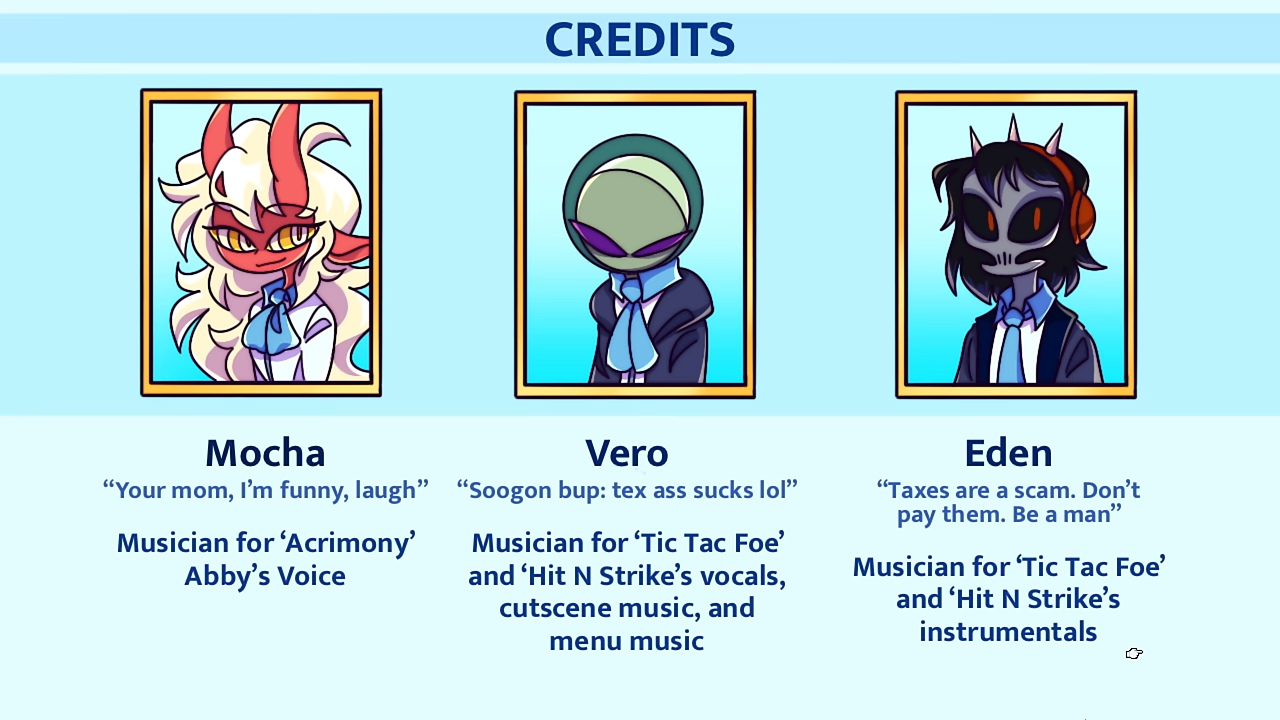 CREDITS
Mocha
“Your mom, I’m funny, laugh”
Musician for ‘Acrimony’
Abby’s Voice
Vero
“Soogon bup: tex ass sucks lol”
Musician for ‘Tic Tac Foe’
and ‘Hit N Strike’s vocals,
cutscene music, and
menu music
Eden
“Taxes are a scam. Don’t
pay them. Be a man”
Musician for ‘Tic Tac Foe’
and ‘Hit N Strike’s
instrumentals